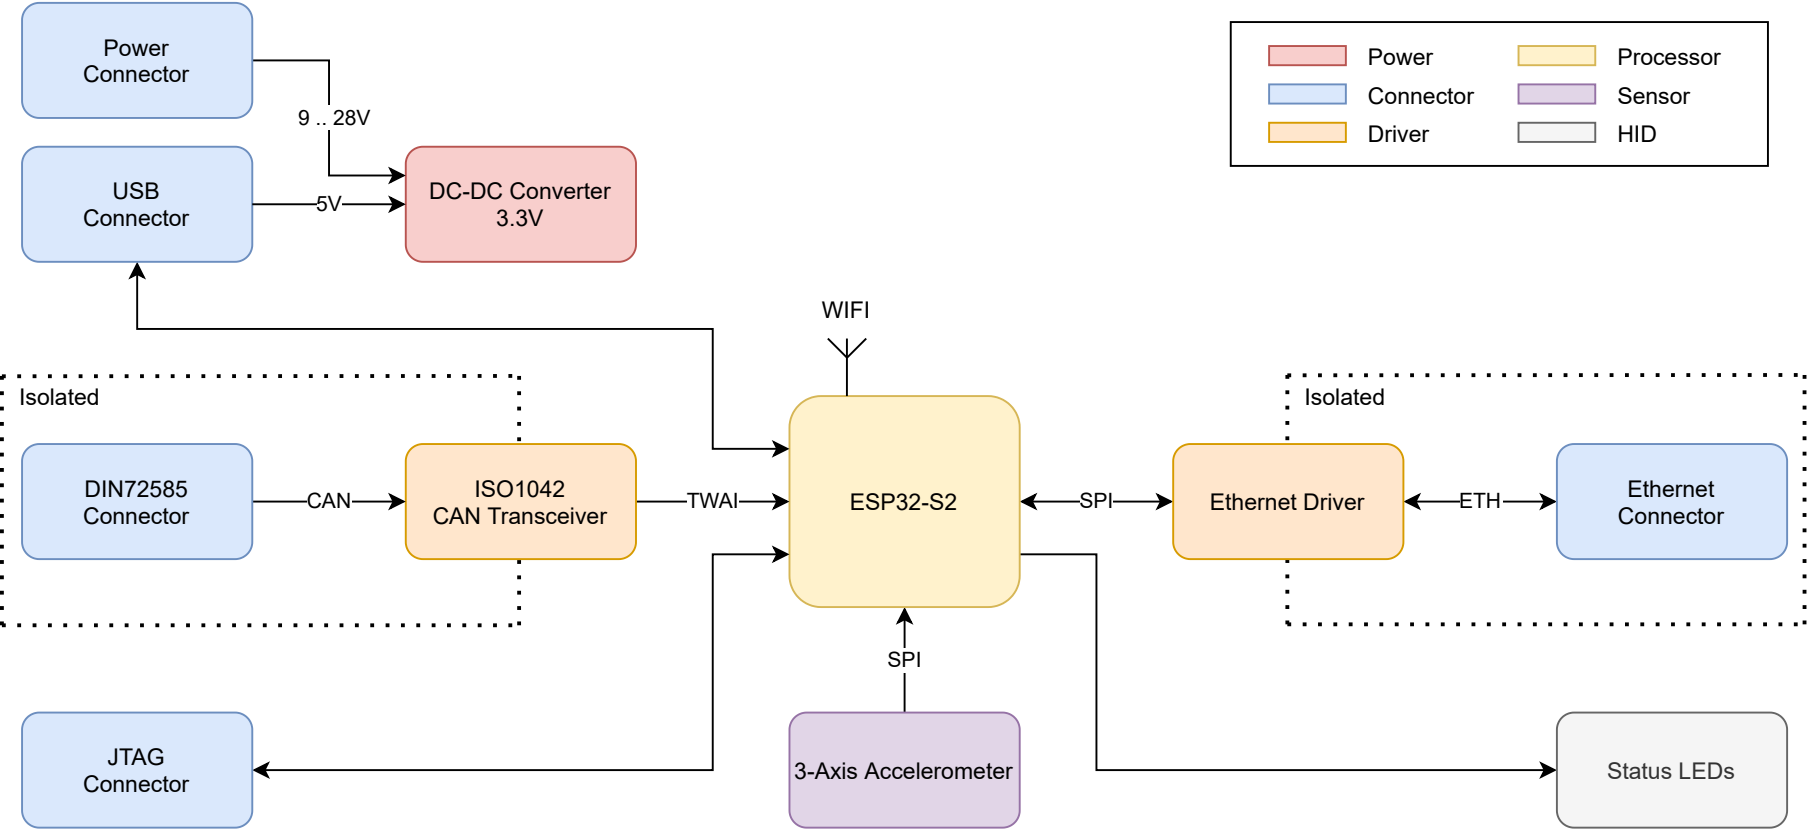 Power
Connector
9 .. 28V
USB
Connector
5V
DC-DC Converter
3.3V
Power
Connector
Driver
Processor
Sensor
HID
WIFI
Isolated
DIN72585
Connector
CAN
ISO1042
CAN Transceiver
TWAI
ESP32-S2
SPI
Isolated
Ethernet Driver
ETH
Ethernet
Connector
SPI
JTAG
Connector
3-Axis Accelerometer
Status LEDs